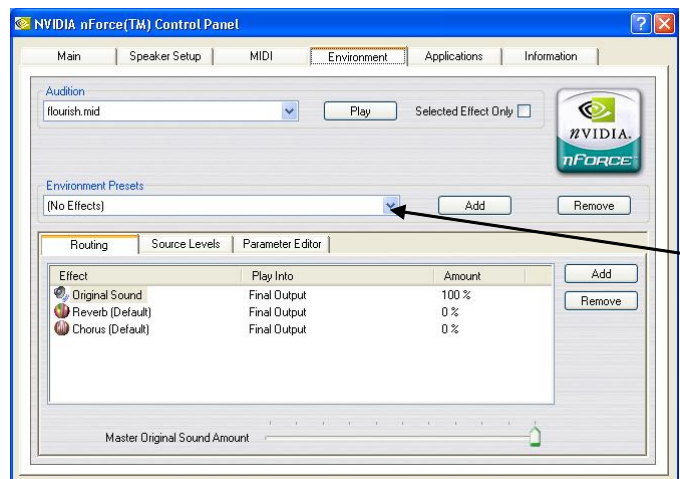 NVIDIA nForce(TM) Control Panel
Main Speaker Setup MIDI Environment Applications Information
Audition
flourish.mid Play Selected Effect Only
NVIDIA.
nFORCE
Environment Presets
(No Effects) Add Remove
Routing Source Levels Parameter Editor
Effect Play Into Amount
Original Sound Final Output 100 %
Reverb (Default) Final Output 0 %
Chorus (Default) Final Output 0 %
Add
Remove
Master Original Sound Amount